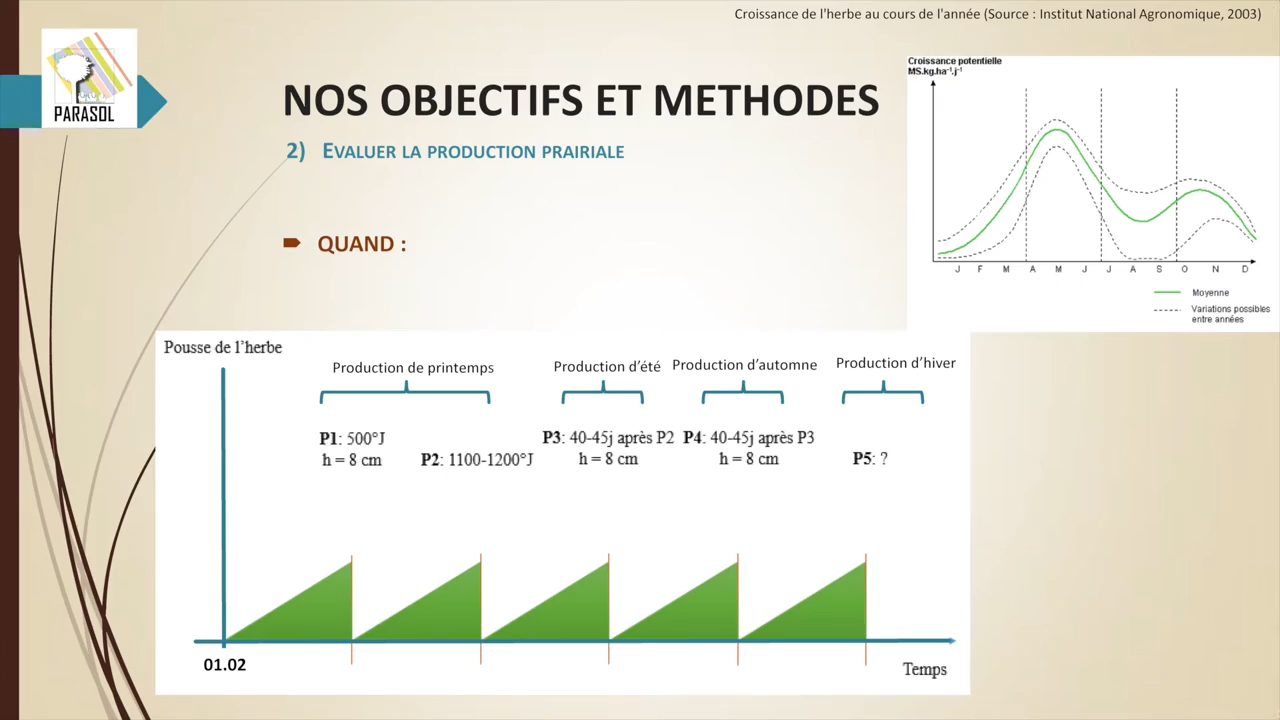 Croissance de l'herbe au cours de l'année (Source : Institut National Agronomique, 2003)
PARASOL
NOS OBJECTIFS ET METHODES
2) EVALUER LA PRODUCTION PRAIRIALE
QUAND :
Croissance potentielle
MS.kg.ha⁻¹.j⁻¹
J F M A M J J A S O N D
Moyenne
Variations possibles
entre années
Pousse de l'herbe
Production de printemps
Production d'été
Production d'automne
Production d'hiver
P1: 500°J
h = 8 cm
P2: 1100-1200°J
P3: 40-45j après P2
h = 8 cm
P4: 40-45j après P3
h = 8 cm
P5: ?
01.02
Temps